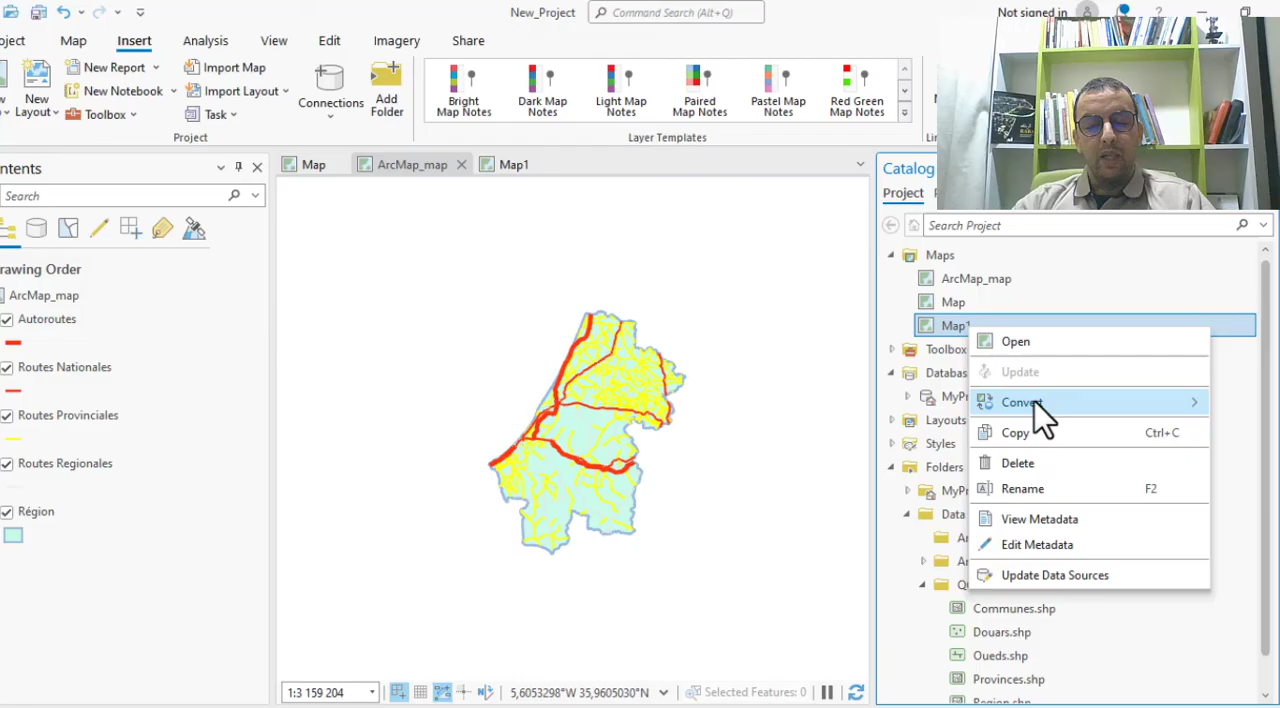 New_Project
Command Search (Alt+Q)
Not signed in
?
oject
Map
Insert
Analysis
View
Edit
Imagery
Share
New Report
Import Map
New Notebook
Import Layout
Toolbox
Task
New
Layout
Connections
Add
Folder
Project
Bright
Map Notes
Dark Map
Notes
Light Map
Notes
Paired
Map Notes
Pastel Map
Notes
Red Green
Map Notes
Layer Templates
ntents
Search
rawing Order
ArcMap_map
Autoroutes
Routes Nationales
Routes Provinciales
Routes Regionales
Région
Map
ArcMap_map
Map1
1:3 159 204
5,6053298°W 35,9605030°N
Selected Features: 0
Catalog
Project
Search Project
Maps
ArcMap_map
Map
Map1
Toolbox
Databas
MyP
Layouts
Styles
Folders
MyPr
Data
Ar
Ar
Q
Communes.shp
Douars.shp
Oueds.shp
Provinces.shp
Region.shp
Open
Update
Convert
Copy Ctrl+C
Delete
Rename F2
View Metadata
Edit Metadata
Update Data Sources